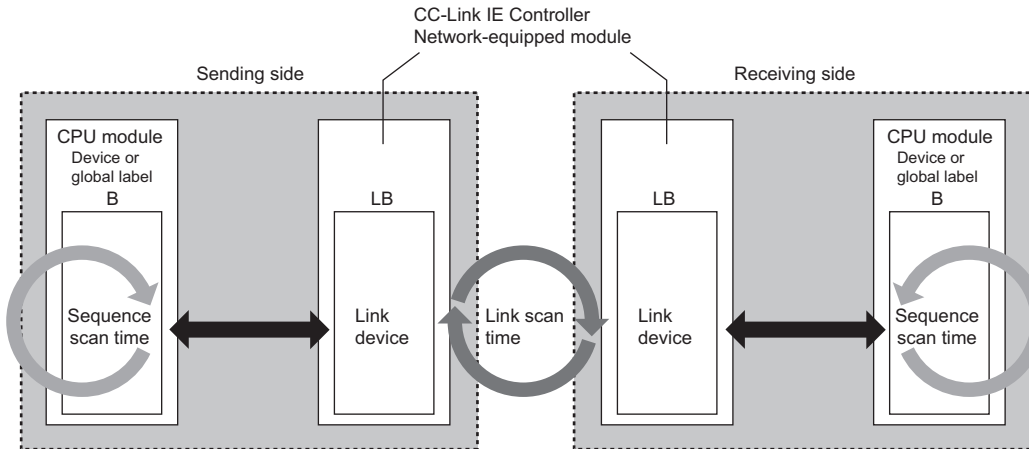 CC-Link IE Controller
Network-equipped module
Sending side
Receiving side
CPU module
Device or
global label
B
LB
LB
CPU module
Device or
global label
B
Sequence
scan time
Link
device
Link scan
time
Link
device
Sequence
scan time